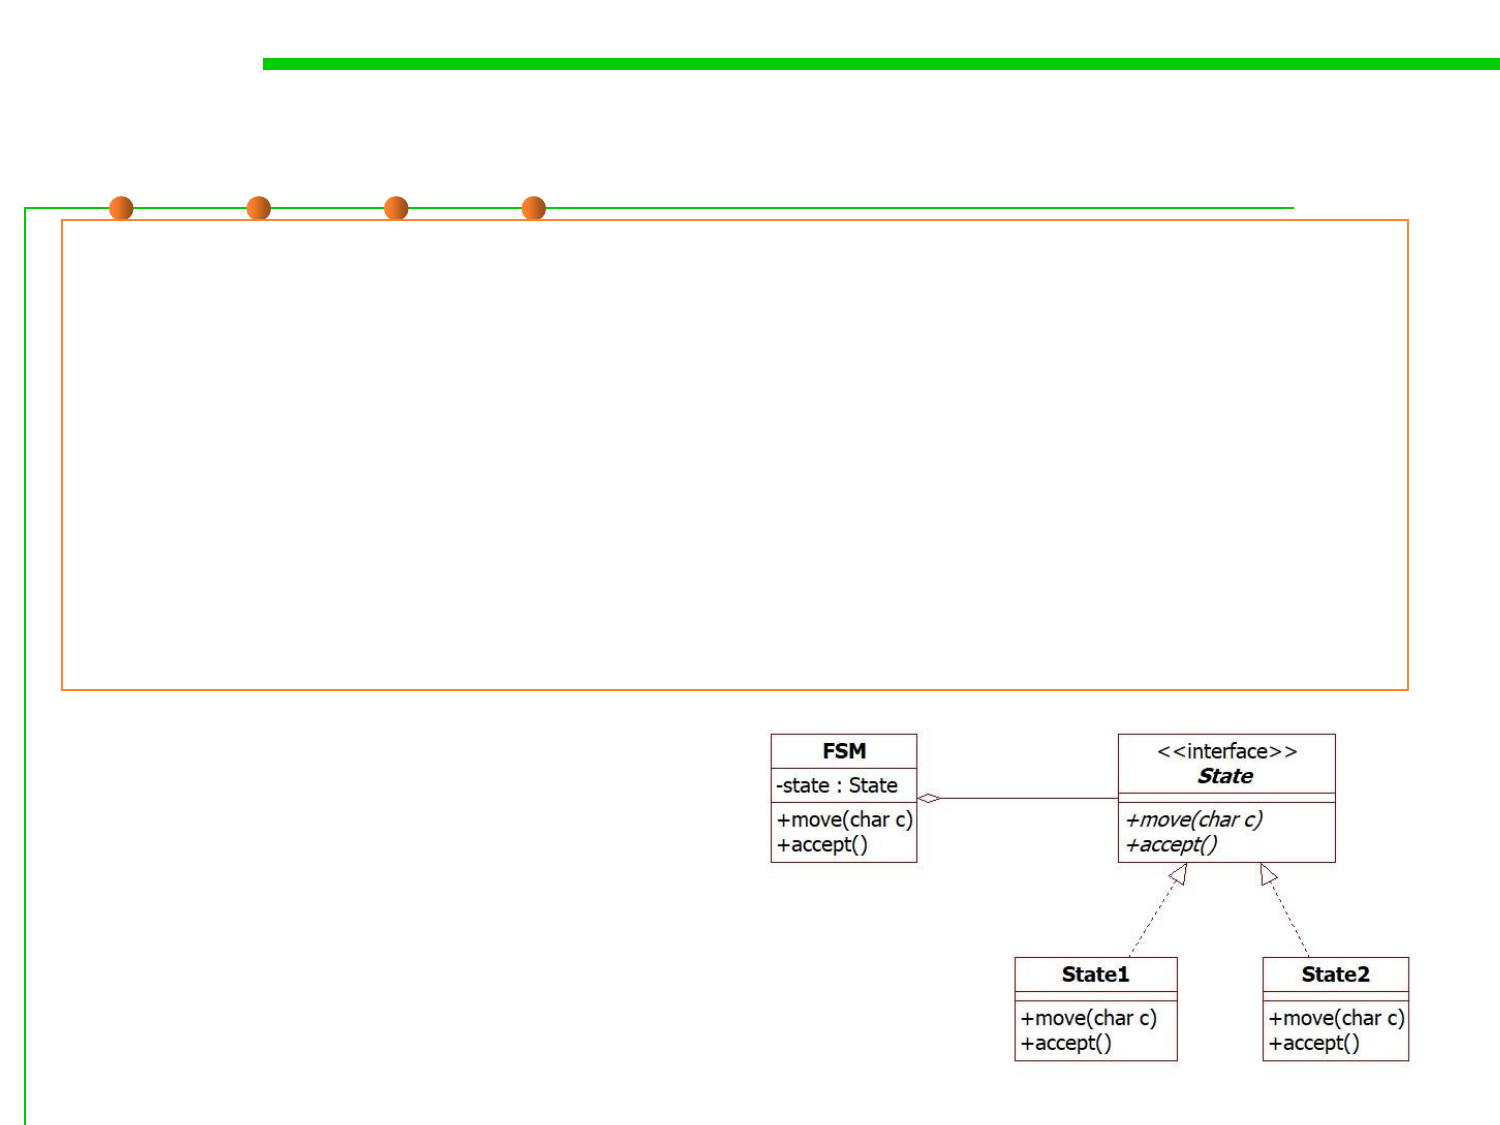 FSM
-state : State
+move(char c)
+accept()
<<interface>>
State
+move(char c)
+accept()
State1
+move(char c)
+accept()
State2
+move(char c)
+accept()